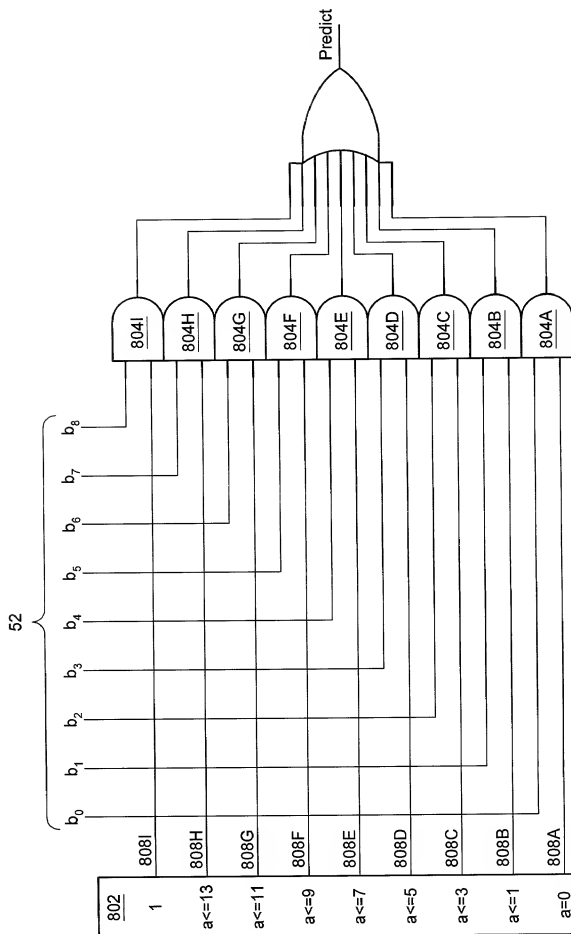 52
b0
b1
b2
b3
b4
b5
b6
b7
b8
802
1
808I
804I
a<=13
808H
804H
a<=11
808G
804G
a<=9
808F
804F
a<=7
808E
804E
a<=5
808D
804D
a<=3
808C
804C
a<=1
808B
804B
a=0
808A
804A
Predict